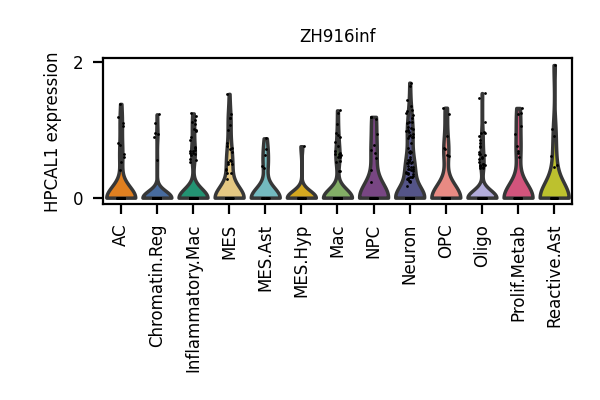 ZH916inf
HPCAL1 expression
2
0
AC
Chromatin.Reg
Inflammatory.Mac
MES
MES.Ast
MES.Hyp
Mac
NPC
Neuron
OPC
Oligo
Prolif.Metab
Reactive.Ast